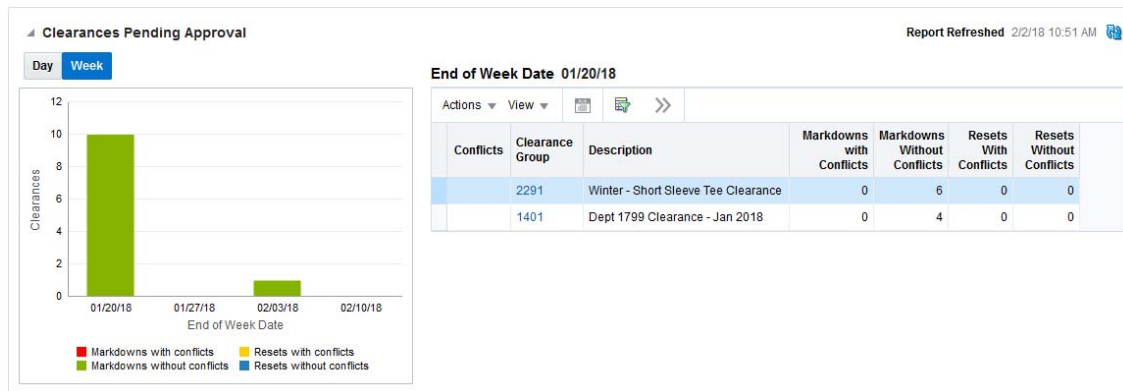 Clearances Pending Approval
Report Refreshed 2/2/18 10:51 AM
Day Week
End of Week Date 01/20/18
Actions View
Conflicts Clearance Group Description Markdowns with Conflicts Markdowns Without Conflicts Resets With Conflicts Resets Without Conflicts
2291 Winter - Short Sleeve Tee Clearance 0 6 0 0
1401 Dept 1799 Clearance - Jan 2018 0 4 0 0
Clearances
12
10
8
6
4
2
0
01/20/18 01/27/18 02/03/18 02/10/18
End of Week Date
Markdowns with conflicts Resets with conflicts
Markdowns without conflicts Resets without conflicts